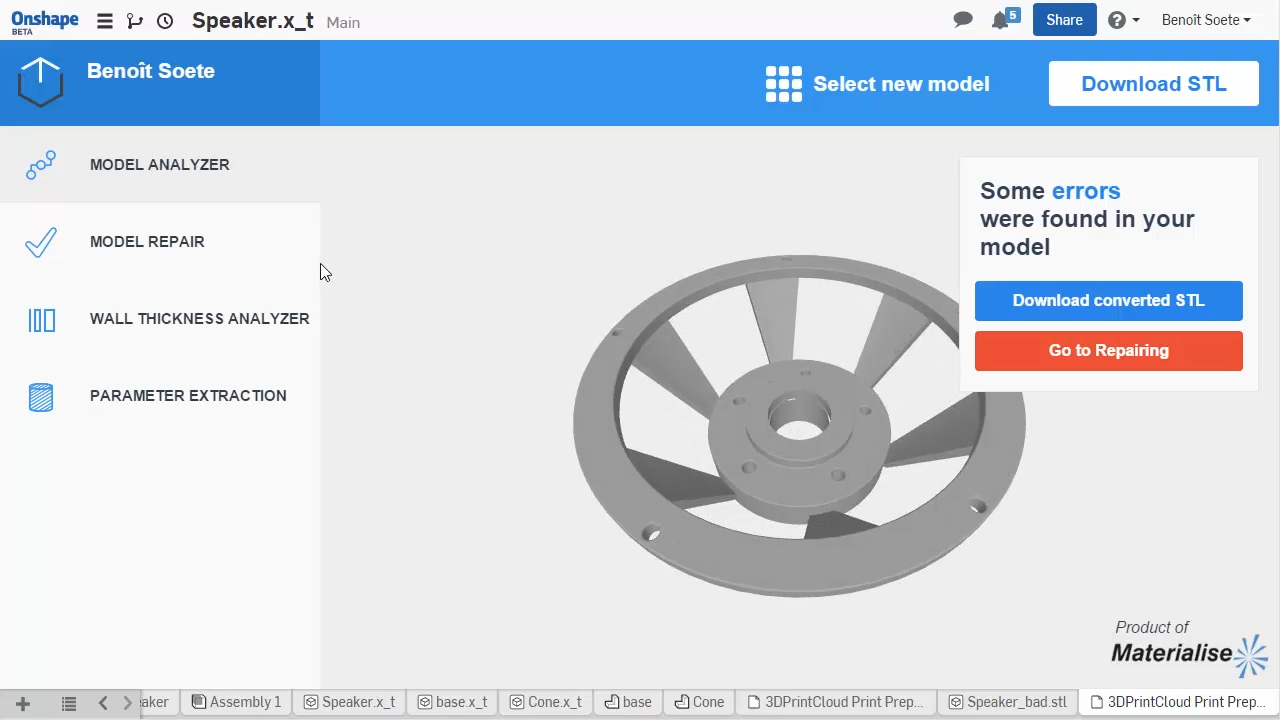 Onshape
BETA
Speaker.x_t Main
5
Share
?
Benoît Soete
Benoît Soete
Select new model
Download STL
MODEL ANALYZER
MODEL REPAIR
WALL THICKNESS ANALYZER
PARAMETER EXTRACTION
Some errors
were found in your
model
Download converted STL
Go to Repairing
Product of
Materialise
eaker
Assembly 1
Speaker.x_t
base.x_t
Cone.x_t
base
Cone
3DPrintCloud Print Prep...
Speaker_bad.stl
3DPrintCloud Print Prep...